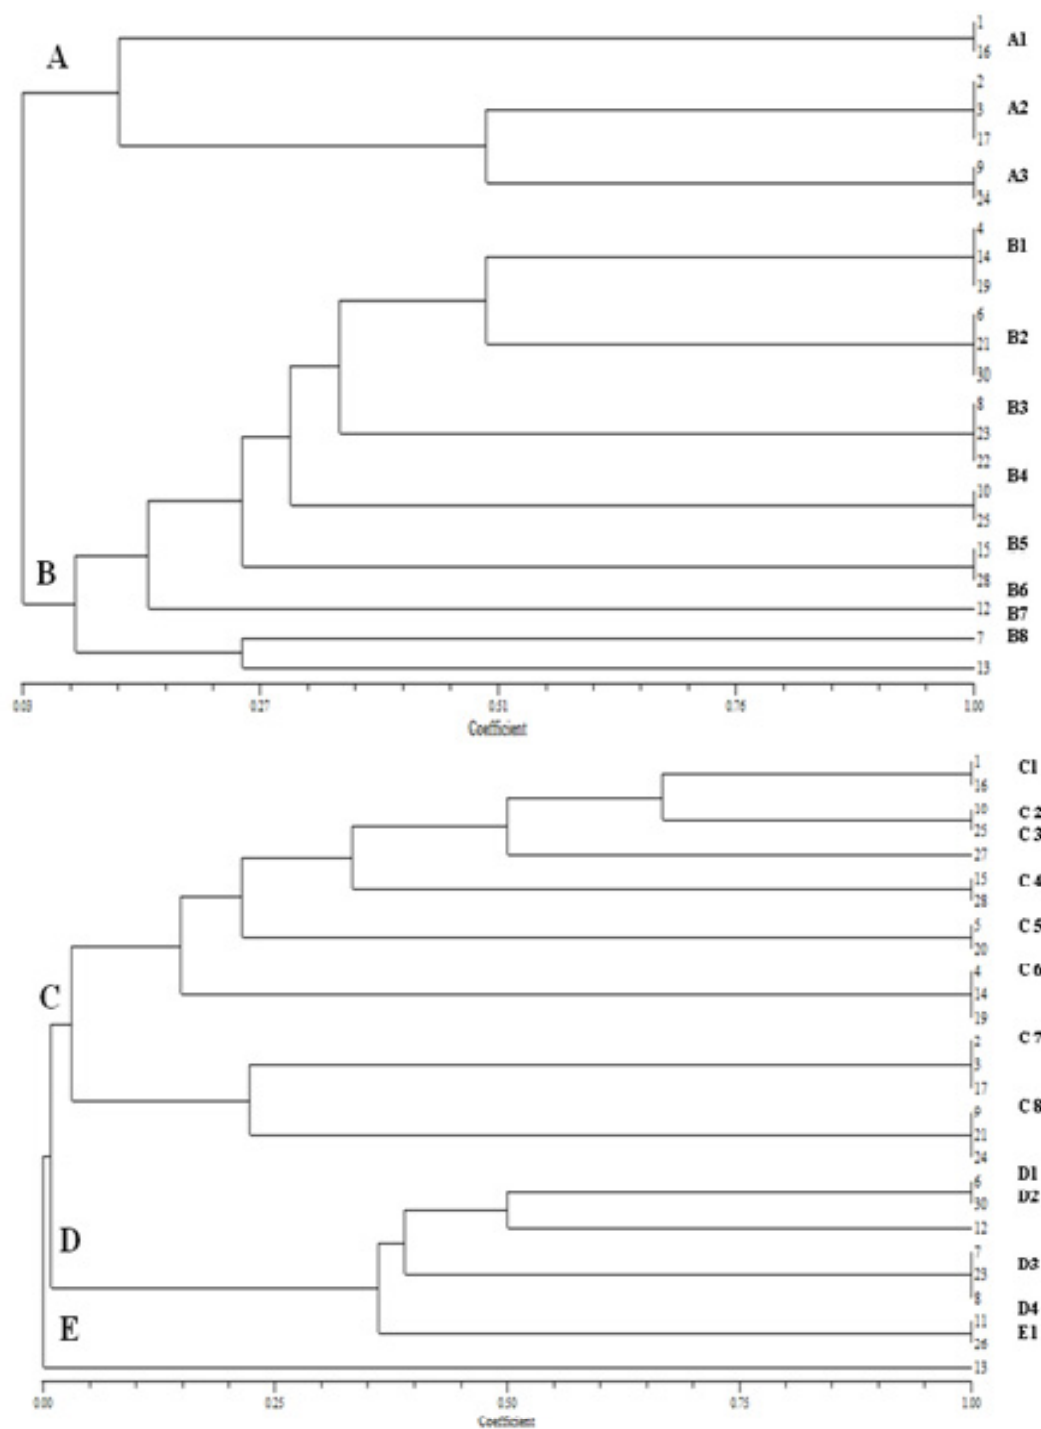 1
A
A1
16
2
A2
3
17
9
A3
24
4
B1
14
19
6
B2
21
30
8
B3
23
22
B4
10
25
B5
15
28
B
B6
12
B7
7
B8
13
0.03 0.27 0.51 0.76 1.00
Coefficient
1
C1
16
10
C 2
25
C 3
27
15
C 4
28
5
C 5
20
4
C 6
C
14
19
2
C 7
3
17
9
C 8
21
24
D1
6
D2
30
12
D
7
D3
23
8
D4
11
E
E1
26
13
0.00 0.25 0.50 0.75 1.00
Coefficient